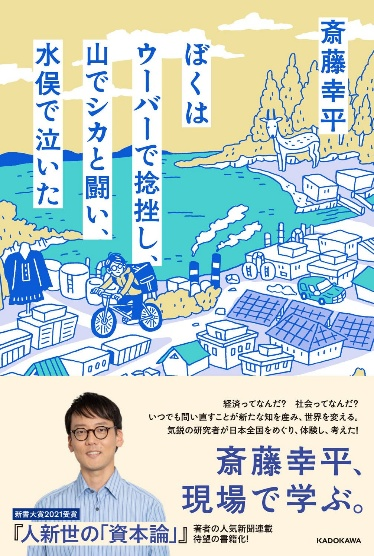 斎藤幸平
ぼくは
ウーバーで捻挫し、
山でシカと闘い、
水俣で泣いた
経済ってなんだ？　社会ってなんだ？
いつでも問い直すことが新たな知を産み、世界を変える。
気鋭の研究者が日本全国をめぐり、体験し、考えた！
斎藤幸平、
現場で学ぶ。
新書大賞2021受賞
『人新世の「資本論」』
著者の人気新聞連載
待望の書籍化！
KADOKAWA